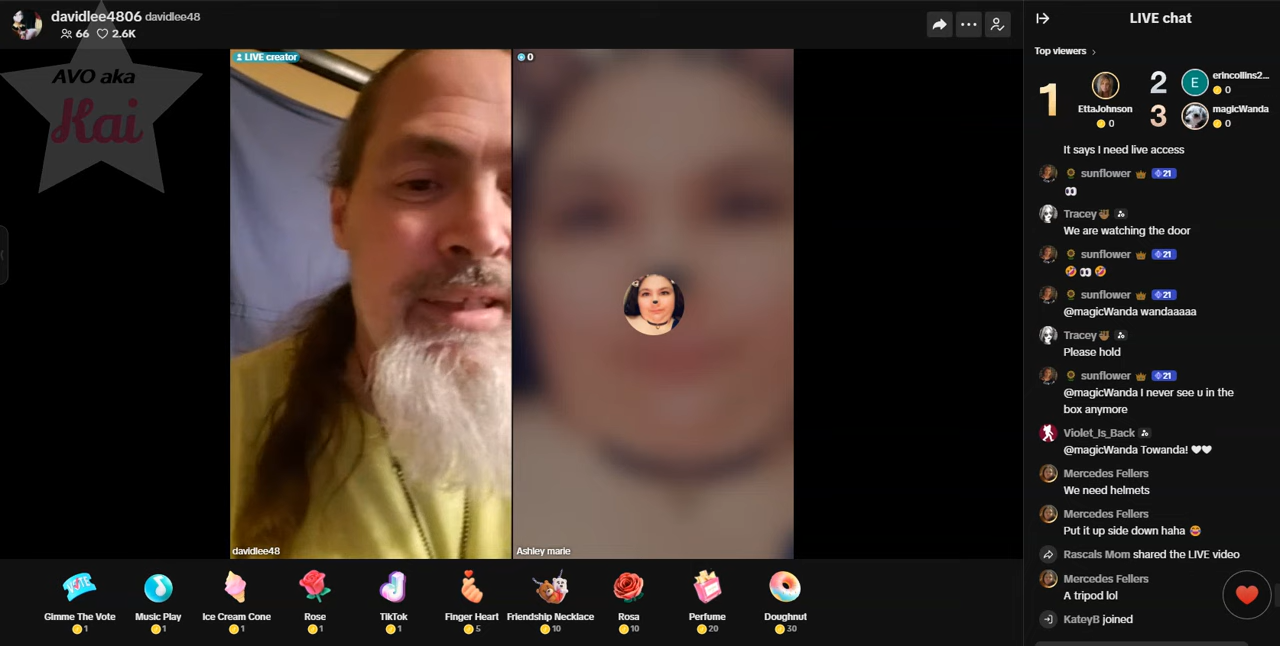 davidlee4806 davidlee48
66 2.6K
AVO aka
Kai
LIVE creator
0
davidlee48
Ashley marie
Gimme The Vote
1
Music Play
1
Ice Cream Cone
1
Rose
1
TikTok
1
Finger Heart
5
Friendship Necklace
10
Rosa
10
Perfume
20
Doughnut
30
LIVE chat
Top viewers
1
EttaJohnson
0
2
E
erincollins2...
0
3
magicWanda
0
It says I need live access
sunflower 21
Tracey
We are watching the door
sunflower 21
sunflower 21
@magicWanda wandaaaaa
Tracey
Please hold
sunflower 21
@magicWanda I never see u in the
box anymore
Violet_Is_Back
@magicWanda Towanda!
Mercedes Fellers
We need helmets
Mercedes Fellers
Put it up side down haha
Rascals Mom shared the LIVE video
Mercedes Fellers
A tripod lol
KateyB joined